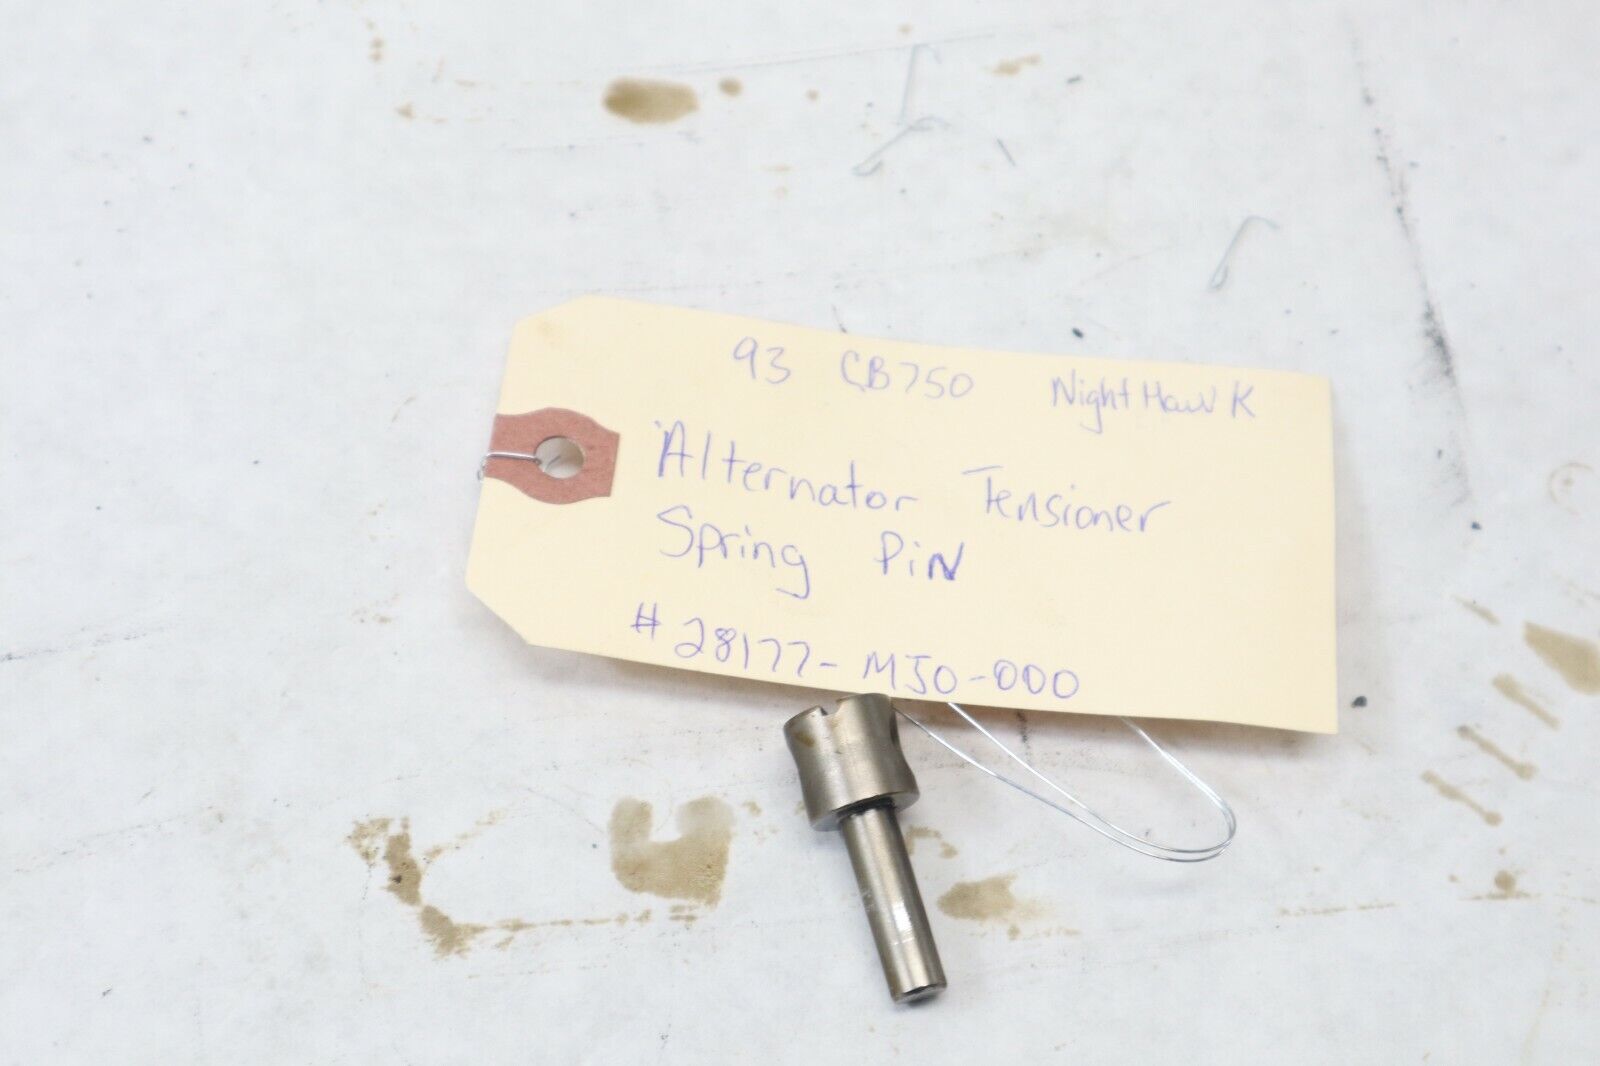 93 CB750 NightHawk
Alternator Tensioner
Spring PiN
# 28177-MJ0-000